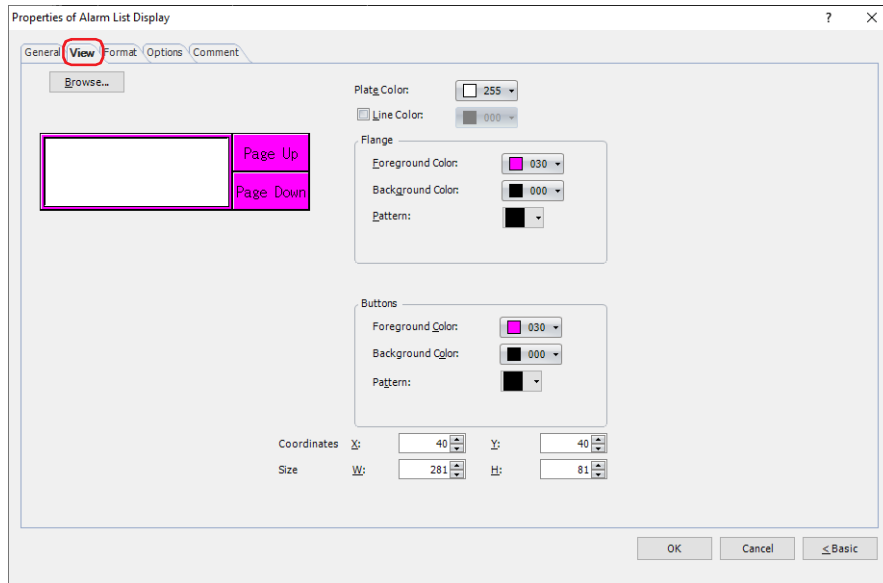 Properties of Alarm List Display
?
General View Format Options Comment
Browse...
Plate Color: 255
Line Color: 000
Page Up
Page Down
Flange
Foreground Color: 030
Background Color: 000
Pattern:
Buttons
Foreground Color: 030
Background Color: 000
Pattern:
Coordinates X: 40 Y: 40
Size W: 281 H: 81
OK Cancel < Basic